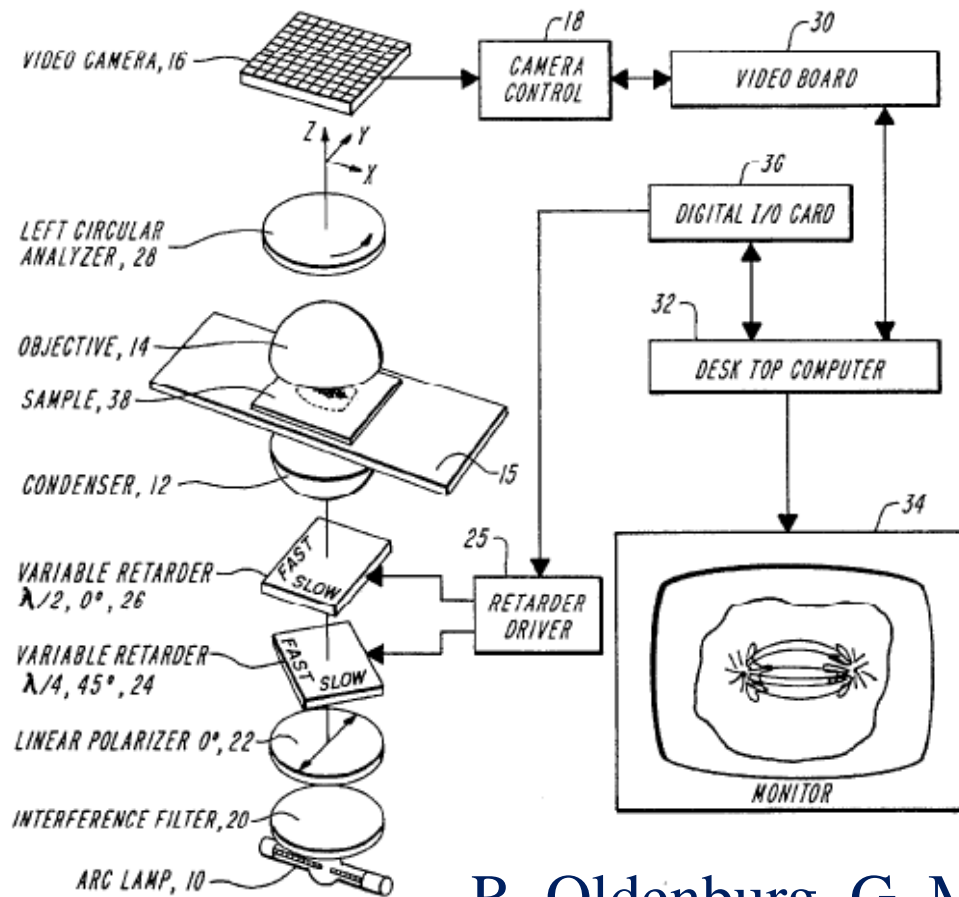 VIDEO CAMERA, 16
18
CAMERA
CONTROL
30
VIDEO BOARD
Z
Y
X
36
DIGITAL I/O CARD
LEFT CIRCULAR
ANALYZER, 28
32
DESK TOP COMPUTER
OBJECTIVE, 14
SAMPLE, 38
15
CONDENSER, 12
34
25
RETARDER
DRIVER
FAST
SLOW
VARIABLE RETARDER
λ/2, 0°, 26
FAST
SLOW
VARIABLE RETARDER
λ/4, 45°, 24
LINEAR POLARIZER 0°, 22
MONITOR
INTERFERENCE FILTER, 20
ARC LAMP, 10
R. Oldenburg, G. M